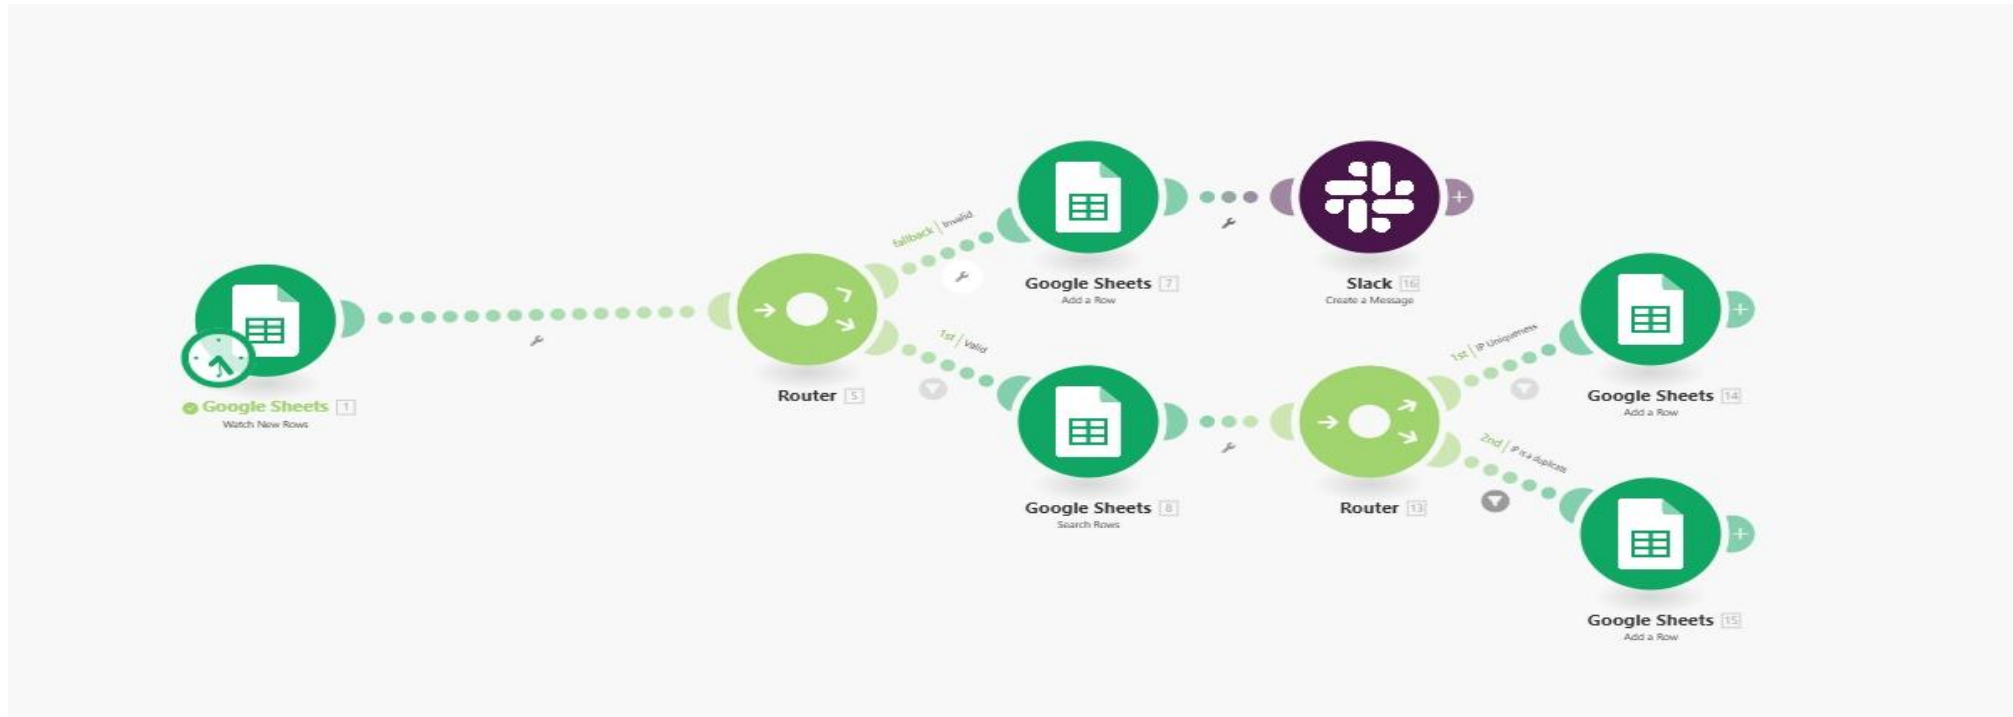 fallback | Invalid
Google Sheets 7
Add a Row
Slack 16
Create a Message
Google Sheets 1
Watch New Rows
Router 5
1st | Valid
Google Sheets 8
Search Rows
Router 13
1st | IP Uniqueness
Google Sheets 14
Add a Row
2nd | IP is a duplicate
Google Sheets 15
Add a Row